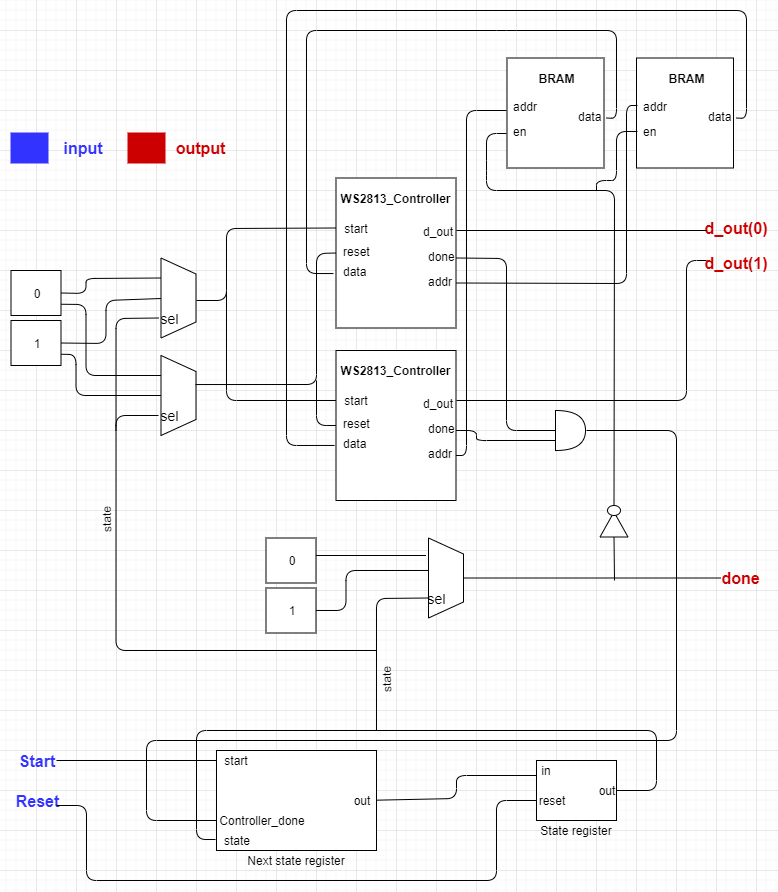 BRAM
addr
data
en
BRAM
addr
data
en
input
output
WS2813_Controller
start
d_out
reset
done
data
addr
d_out(0)
d_out(1)
0
1
sel
sel
WS2813_Controller
start
d_out
reset
done
data
addr
state
0
1
sel
done
state
Start
Reset
start
out
Controller_done
state
Next state register
in
out
reset
State register